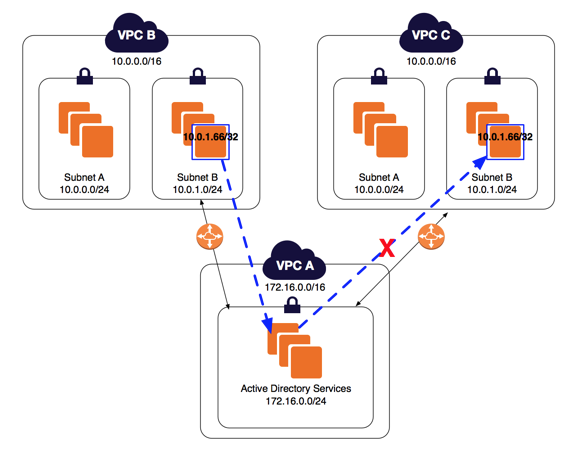 VPC B
10.0.0.0/16
Subnet A
10.0.0.0/24
10.0.1.66/32
Subnet B
10.0.1.0/24
VPC C
10.0.0.0/16
Subnet A
10.0.0.0/24
10.0.1.66/32
Subnet B
10.0.1.0/24
X
VPC A
172.16.0.0/16
Active Directory Services
172.16.0.0/24